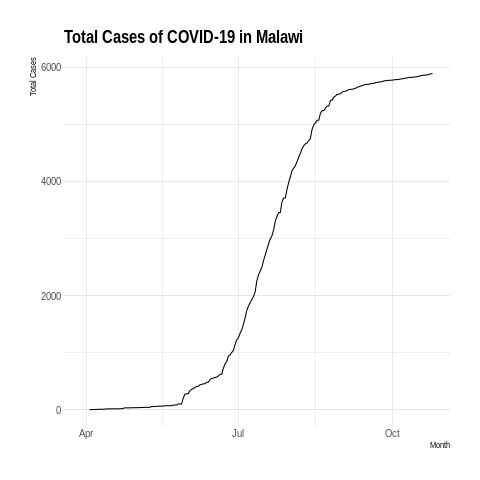 Total Cases of COVID-19 in Malawi
Total Cases
6000
4000
2000
0
Apr Jul Oct
Month